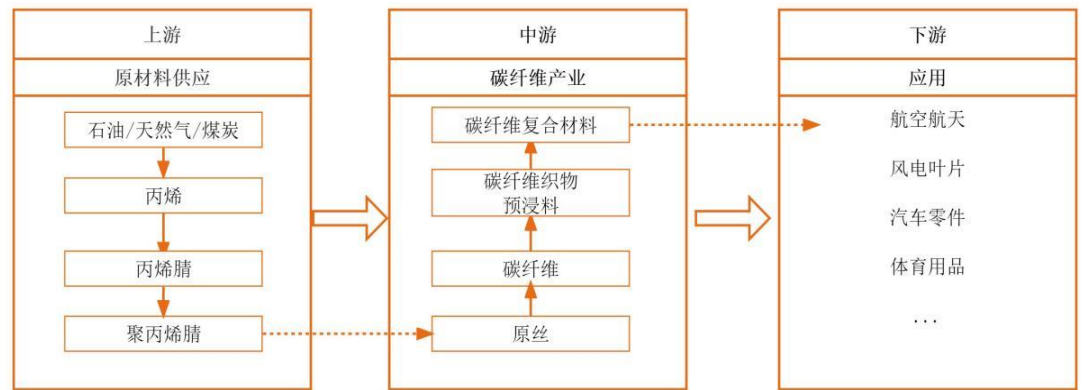 上游
原材料供应
石油/天然气/煤炭
丙烯
丙烯腈
聚丙烯腈
中游
碳纤维产业
碳纤维复合材料
碳纤维织物
预浸料
碳纤维
原丝
下游
应用
航空航天
风电叶片
汽车零件
体育用品
...